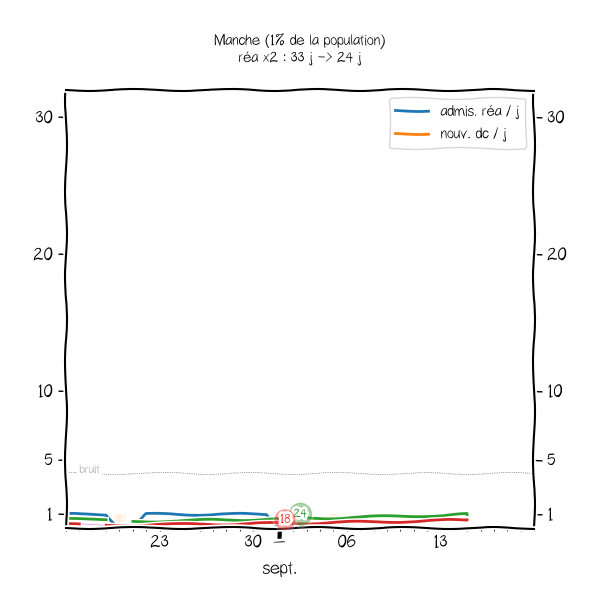 Manche (1% de la population)
réa x2 : 33 j -> 24 j
admis. réa / j
nouv. dc / j
30
30
20
20
10
10
5
5
bruit
1
1
18
24
23
30
06
13
sept.